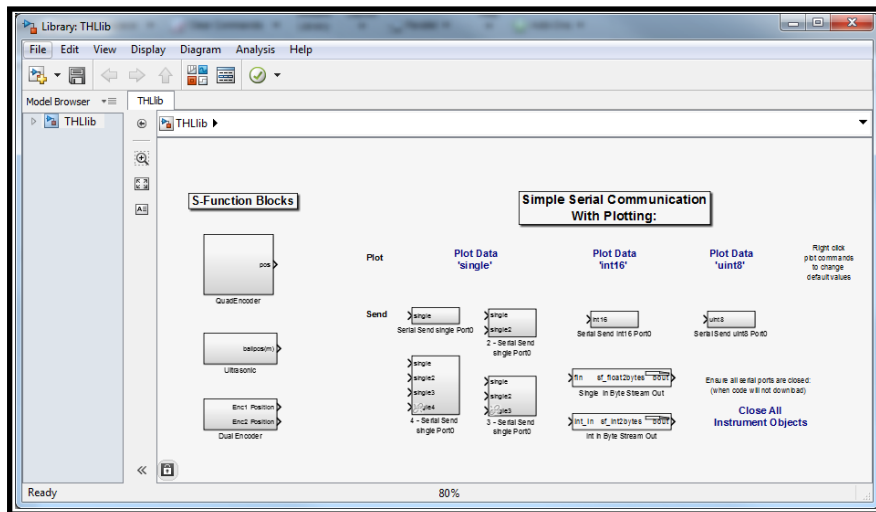 Library: THLlib
File Edit View Display Diagram Analysis Help
Model Browser
THLlib
THLlib
THLlib
S-Function Blocks
pos
QuadEncoder
ballpos(m)
Ultrasonic
Enc1 Position
Enc2 Position
Dual Encoder
Simple Serial Communication
With Plotting:
Plot
Plot Data
'single'
Plot Data
'int16'
Plot Data
'uint8'
Right click
plot commands
to change
default values
Send
single
Serial Send single Port0
single
single2
2 - Serial Send
single Port0
int16
Serial Send int16 Port0
uint8
Serial Send uint8 Port0
single
single2
single3
4 - Serial Send
single Port0
single
single2
3 - Serial Send
single Port0
fin sf_float2bytes bout
Single In Byte Stream Out
int_in sf_int2bytes bout
Int In Byte Stream Out
Ensure all serial ports are closed:
(when code will not download)
Close All
Instrument Objects
Ready
80%